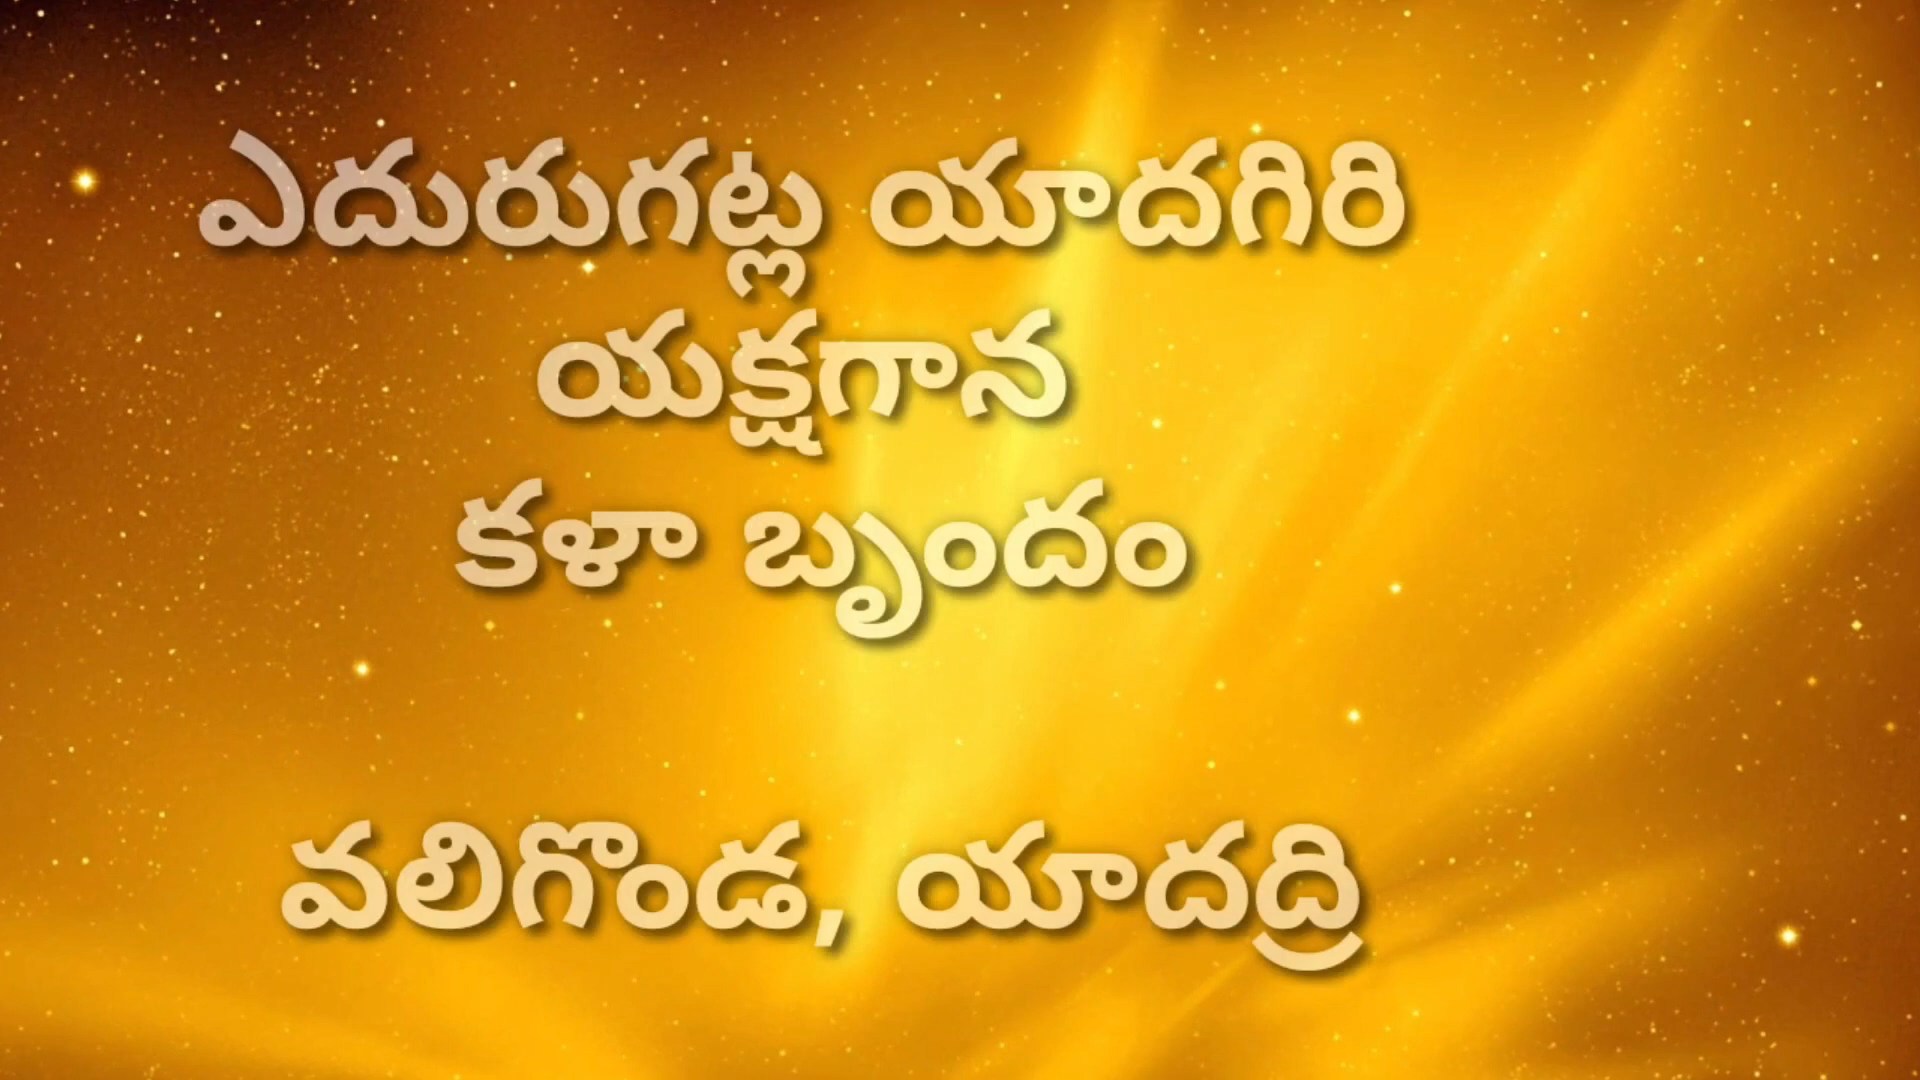 ఎదురుగట్ల యాదగిరి
యక్షగాన
కళా బృందం
వలిగొండ, యాదద్రి